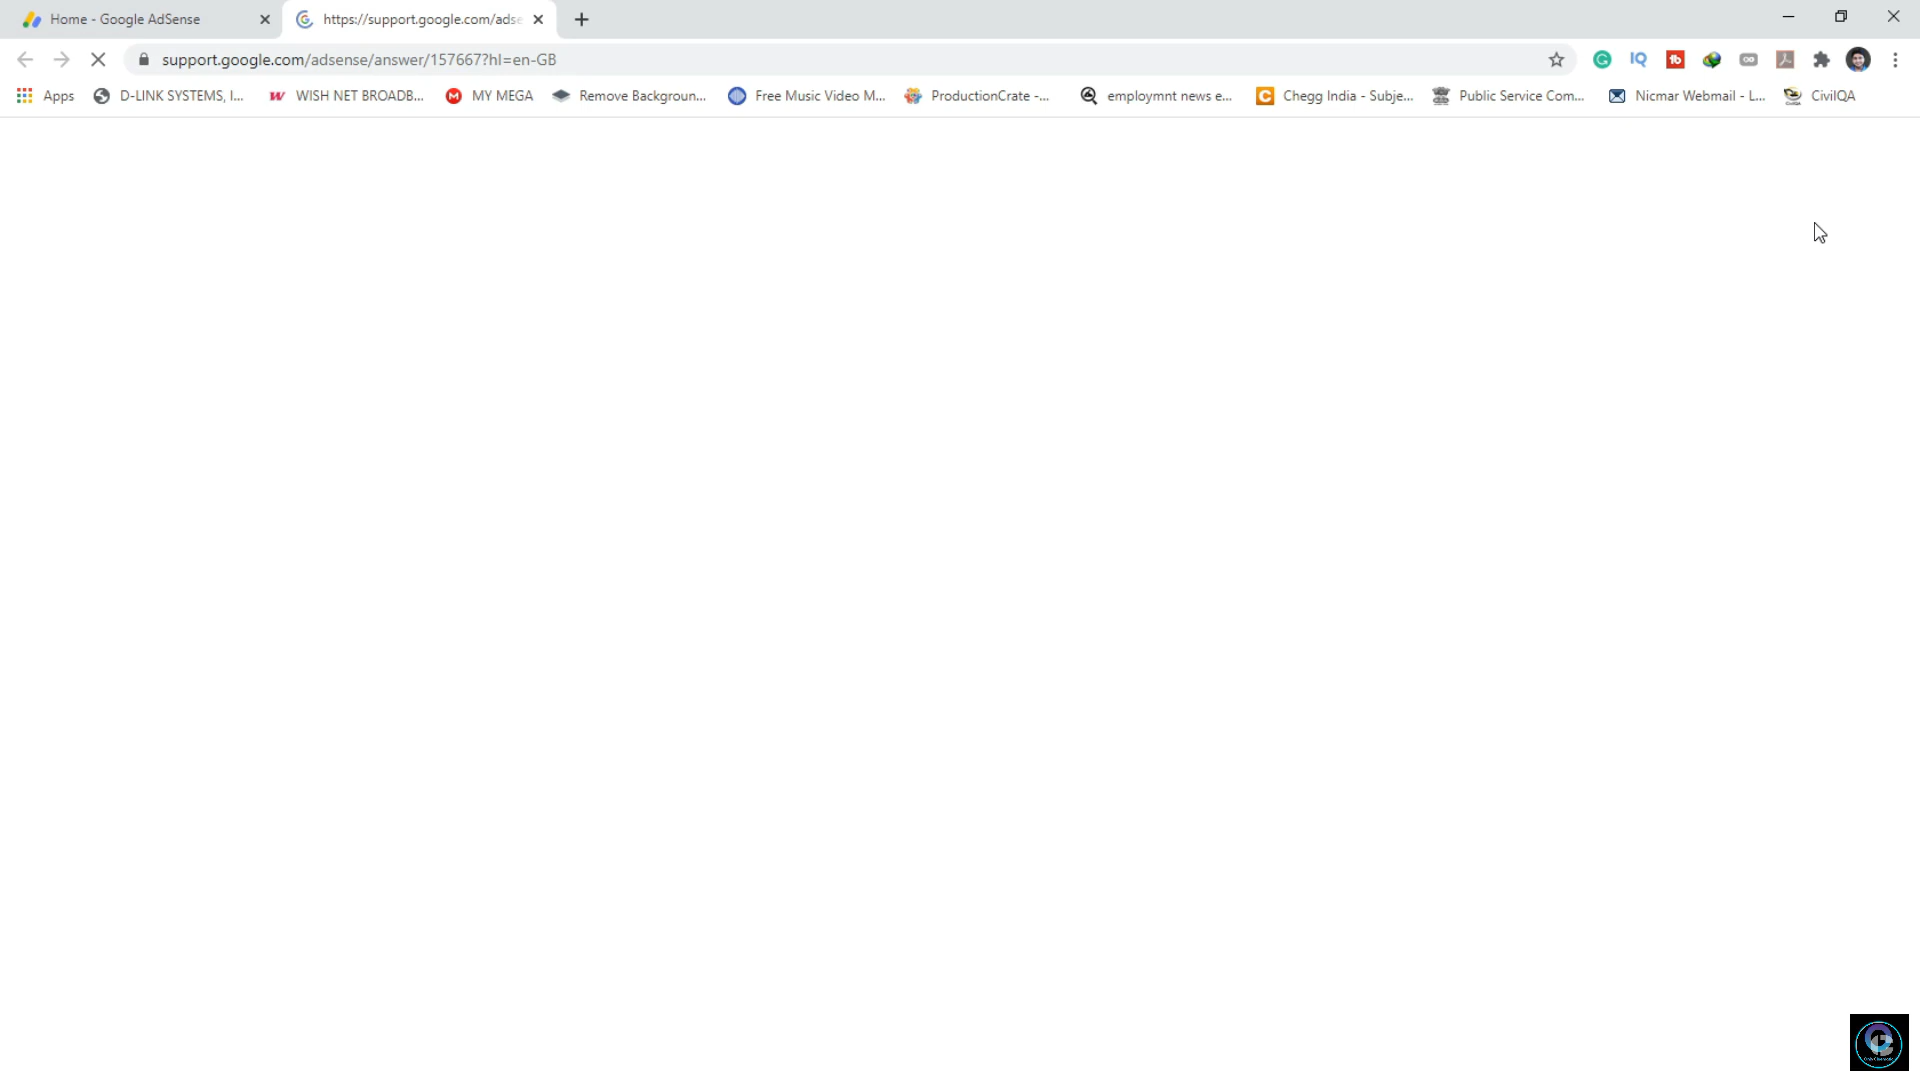 Home - Google AdSense
https://support.google.com/adse
support.google.com/adsense/answer/157667?hl=en-GB
Apps D-LINK SYSTEMS, I... WISH NET BROADB... MY MEGA Remove Backgroun... Free Music Video M... ProductionCrate -... employmnt news e... Chegg India - Subje... Public Service Com... Nicmar Webmail - L... CivilQA